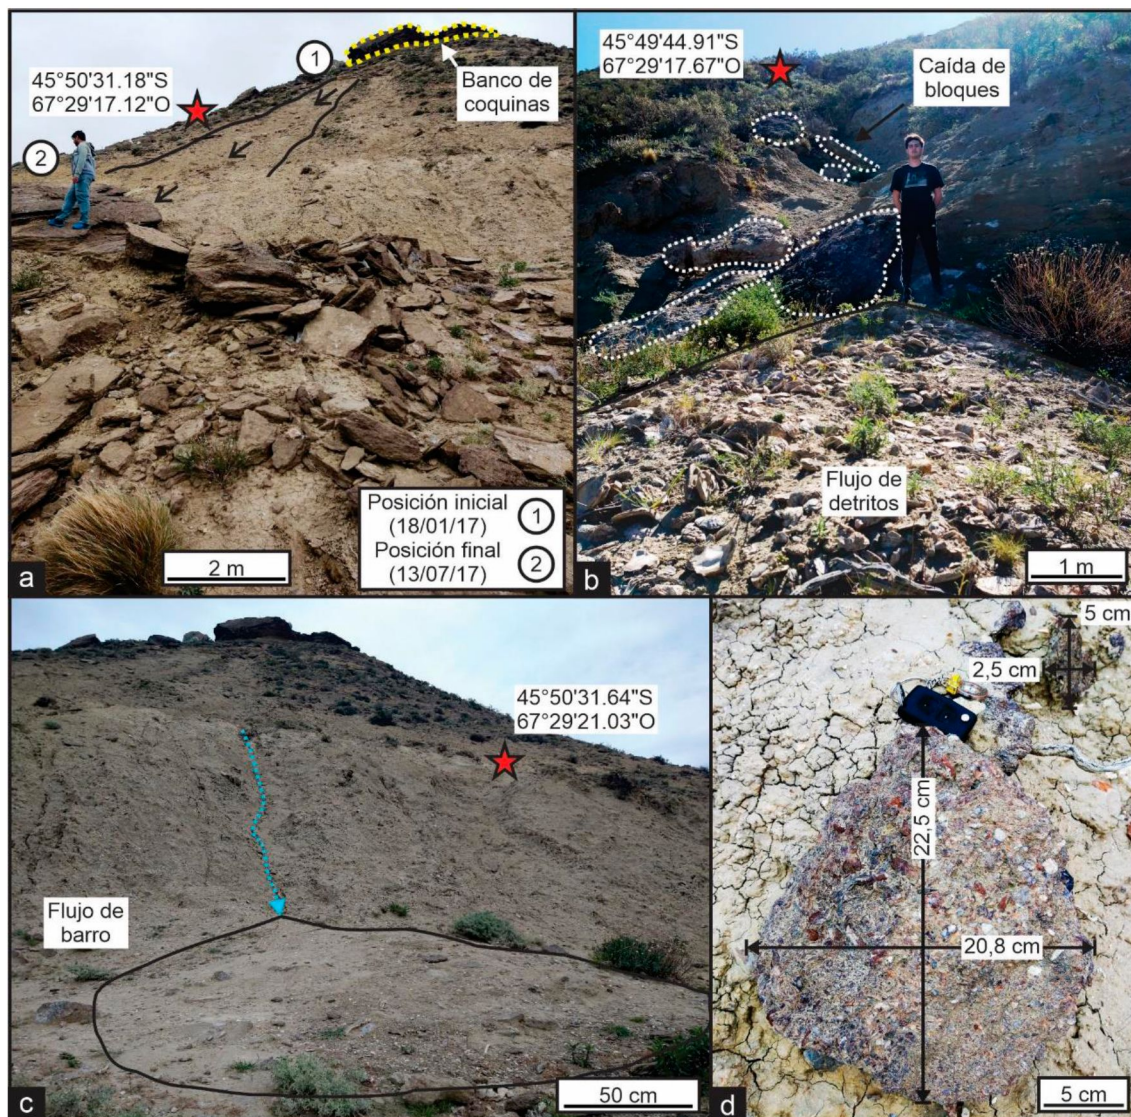 45°50'31.18"S
67°29'17.12"O
1
Banco de
coquinas
2
Posición inicial
(18/01/17)
1
Posición final
(13/07/17)
2
2 m
a
45°49'44.91"S
67°29'17.67"O
Caída de
bloques
Flujo de
detritos
1 m
b
45°50'31.64"S
67°29'21.03"O
Flujo de
barro
50 cm
c
5 cm
2,5 cm
22,5 cm
20,8 cm
5 cm
d